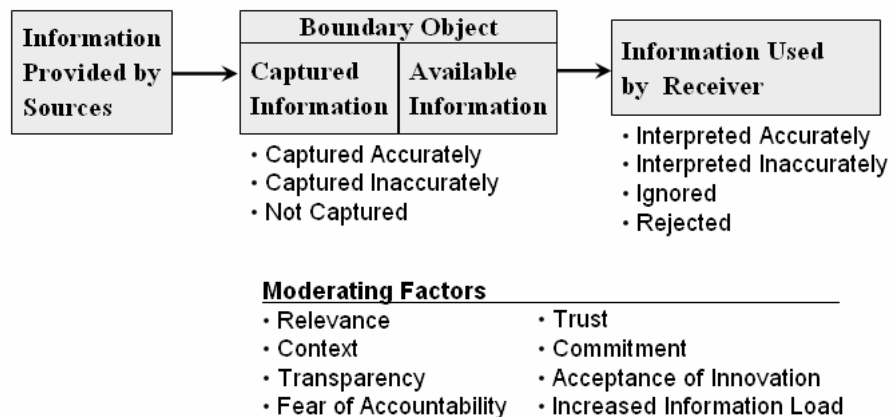 Information
Provided by
Sources
Boundary Object
Captured
Information
Available
Information
Information Used
by Receiver
• Captured Accurately
• Captured Inaccurately
• Not Captured
• Interpreted Accurately
• Interpreted Inaccurately
• Ignored
• Rejected
Moderating Factors
• Relevance
• Context
• Transparency
• Fear of Accountability
• Trust
• Commitment
• Acceptance of Innovation
• Increased Information Load